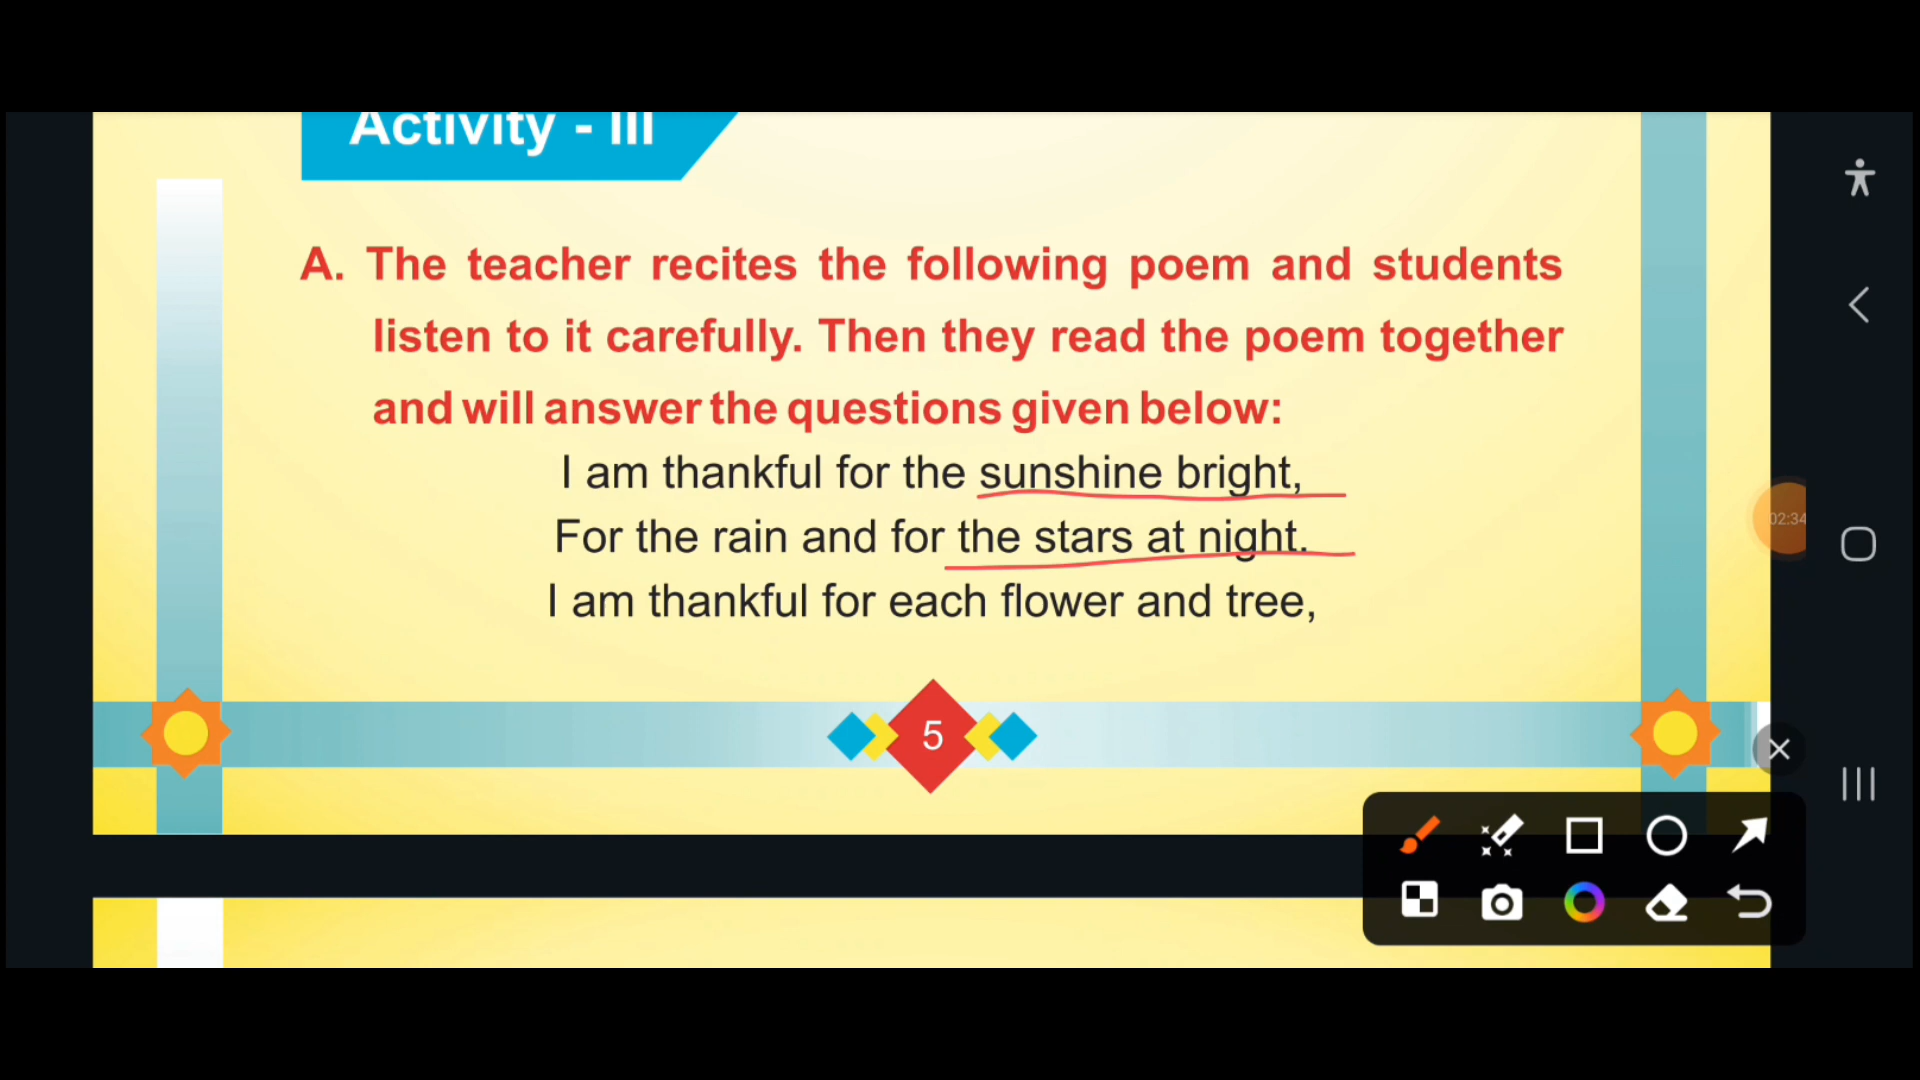 Activity - III
A. The teacher recites the following poem and students
listen to it carefully. Then they read the poem together
and will answer the questions given below:
I am thankful for the sunshine bright,
For the rain and for the stars at night.
I am thankful for each flower and tree,
5
02:34